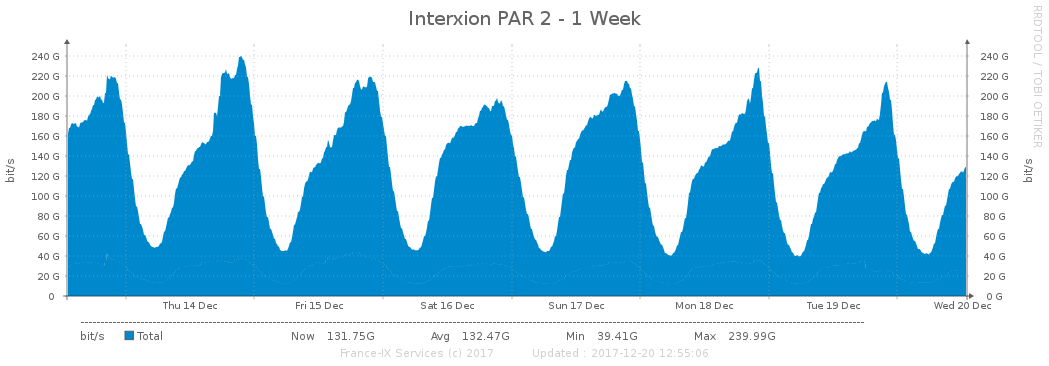 Interxion PAR 2 - 1 Week
RRDTOOL / TOBI OETIKER
240 G 240 G
220 G 220 G
200 G 200 G
180 G 180 G
160 G 160 G
140 G 140 G
120 G 120 G
100 G 100 G
80 G 80 G
60 G 60 G
40 G 40 G
20 G 20 G
0 0 G
bit/s
bit/s
Thu 14 Dec Fri 15 Dec Sat 16 Dec Sun 17 Dec Mon 18 Dec Tue 19 Dec Wed 20 Dec
bit/s Total Now 131.75G Avg 132.47G Min 39.41G Max 239.99G
France-IX Services (c) 2017 Updated : 2017-12-20 12:55:06